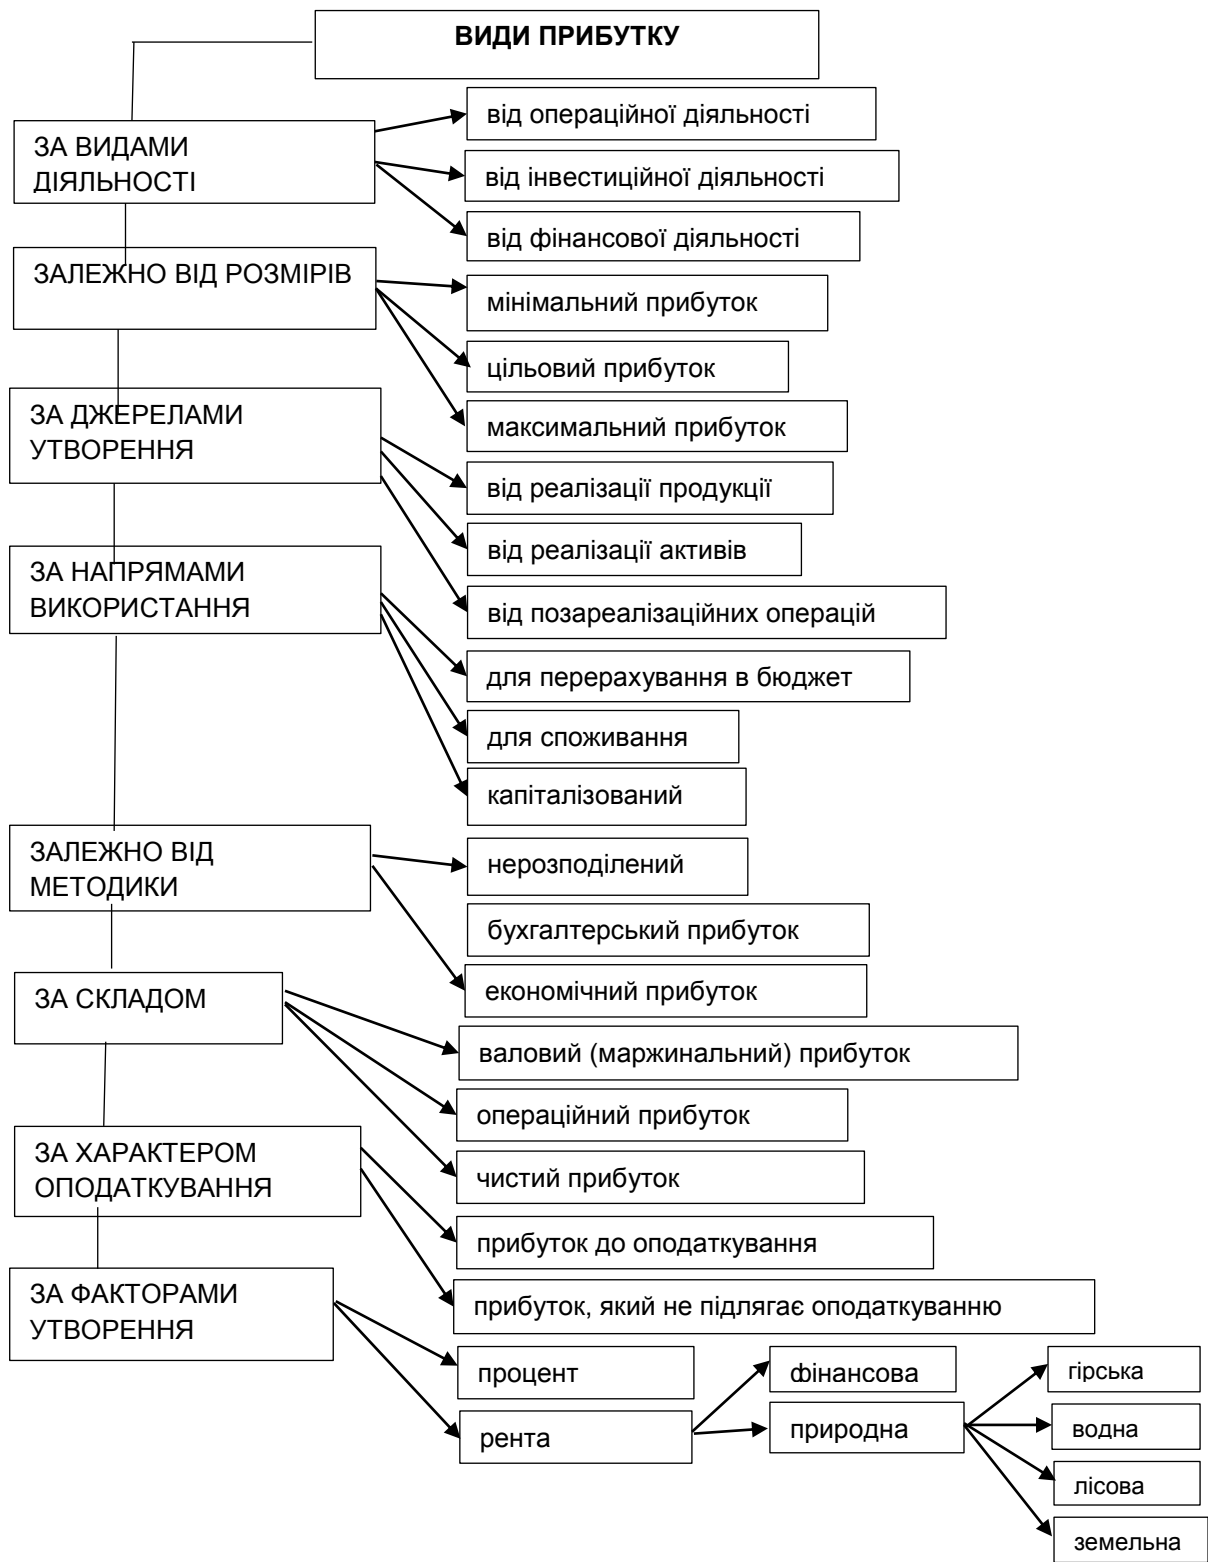 ВИДИ ПРИБУТКУ
ЗА ВИДАМИ
ДІЯЛЬНОСТІ
від операційної діяльності
від інвестиційної діяльності
від фінансової діяльності
ЗАЛЕЖНО ВІД РОЗМІРІВ
мінімальний прибуток
цільовий прибуток
максимальний прибуток
ЗА ДЖЕРЕЛАМИ
УТВОРЕННЯ
від реалізації продукції
від реалізації активів
від позареалізаційних операцій
ЗА НАПРЯМАМИ
ВИКОРИСТАННЯ
для перерахування в бюджет
для споживання
капіталізований
ЗАЛЕЖНО ВІД
МЕТОДИКИ
нерозподілений
бухгалтерський прибуток
економічний прибуток
ЗА СКЛАДОМ
валовий (маржинальний) прибуток
операційний прибуток
чистий прибуток
ЗА ХАРАКТЕРОМ
ОПОДАТКУВАННЯ
прибуток до оподаткування
прибуток, який не підлягає оподаткуванню
ЗА ФАКТОРАМИ
УТВОРЕННЯ
процент
рента
фінансова
природна
гірська
водна
лісова
земельна